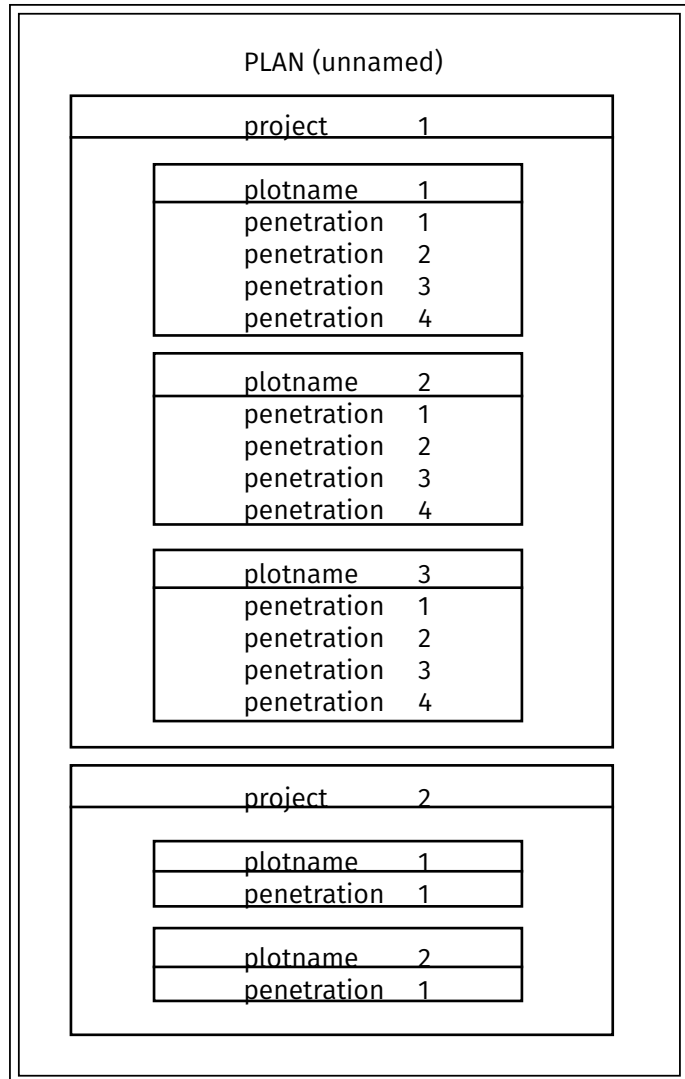 PLAN (unnamed)
project 1
plotname 1
penetration 1
penetration 2
penetration 3
penetration 4
plotname 2
penetration 1
penetration 2
penetration 3
penetration 4
plotname 3
penetration 1
penetration 2
penetration 3
penetration 4
project 2
plotname 1
penetration 1
plotname 2
penetration 1